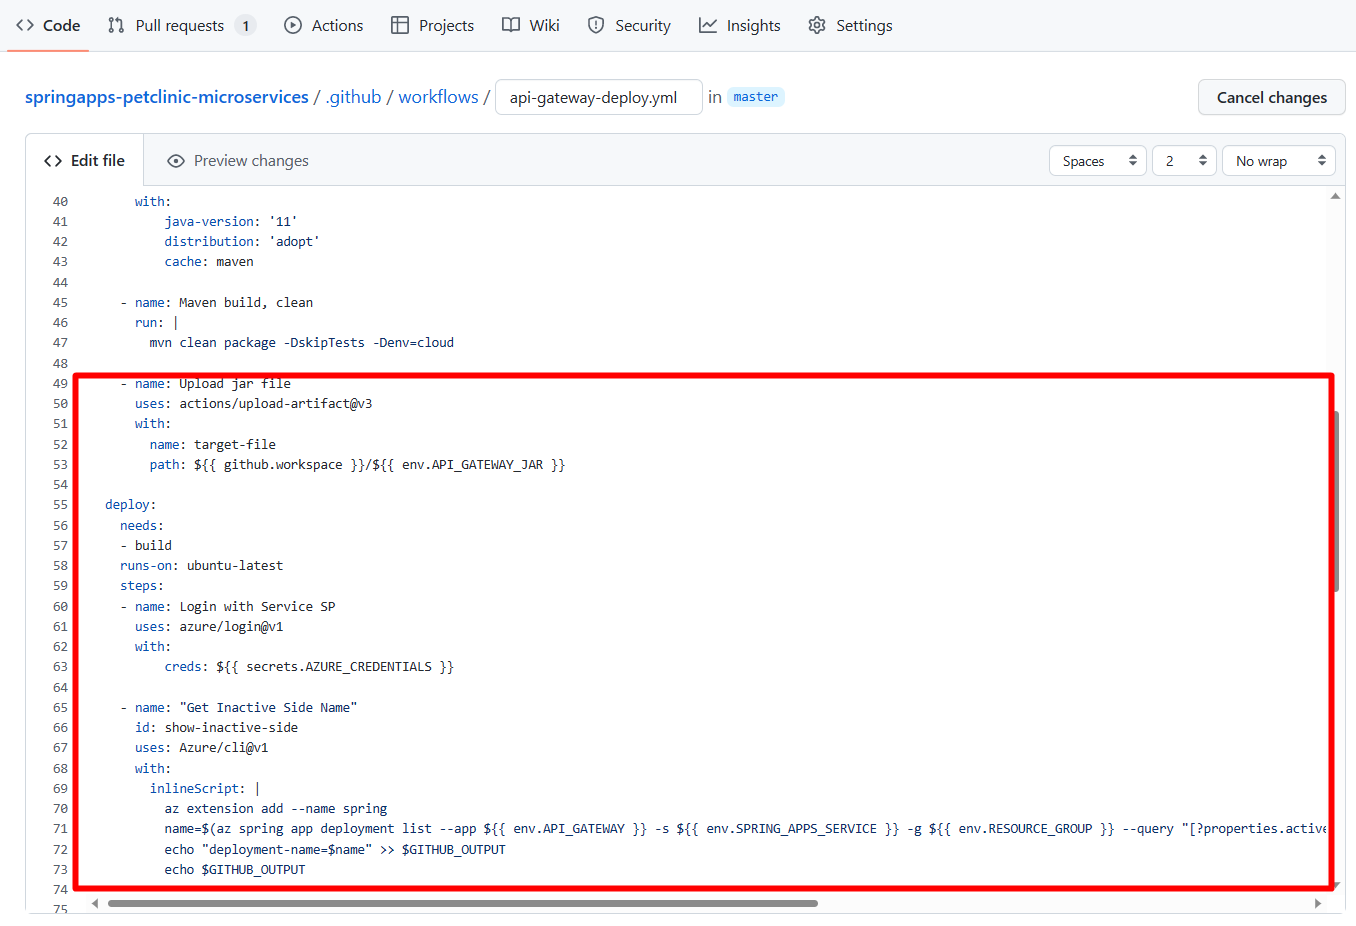 Code Pull requests 1 Actions Projects Wiki Security Insights Settings
springapps-petclinic-microservices / .github / workflows / api-gateway-deploy.yml in master Cancel changes
Edit file Preview changes Spaces 2 No wrap
40 with:
41 java-version: '11'
42 distribution: 'adopt'
43 cache: maven
44
45 - name: Maven build, clean
46 run: |
47 mvn clean package -DskipTests -Denv=cloud
48
49 - name: Upload jar file
50 uses: actions/upload-artifact@v3
51 with:
52 name: target-file
53 path: ${{ github.workspace }}/${{ env.API_GATEWAY_JAR }}
54
55 deploy:
56 needs:
57 - build
58 runs-on: ubuntu-latest
59 steps:
60 - name: Login with Service SP
61 uses: azure/login@v1
62 with:
63 creds: ${{ secrets.AZURE_CREDENTIALS }}
64
65 - name: "Get Inactive Side Name"
66 id: show-inactive-side
67 uses: Azure/cli@v1
68 with:
69 inlineScript: |
70 az extension add --name spring
71 name=$(az spring app deployment list --app ${{ env.API_GATEWAY }} -s ${{ env.SPRING_APPS_SERVICE }} -g ${{ env.RESOURCE_GROUP }} --query "[?properties.active
72 echo "deployment-name=$name" >> $GITHUB_OUTPUT
73 echo $GITHUB_OUTPUT
74
75